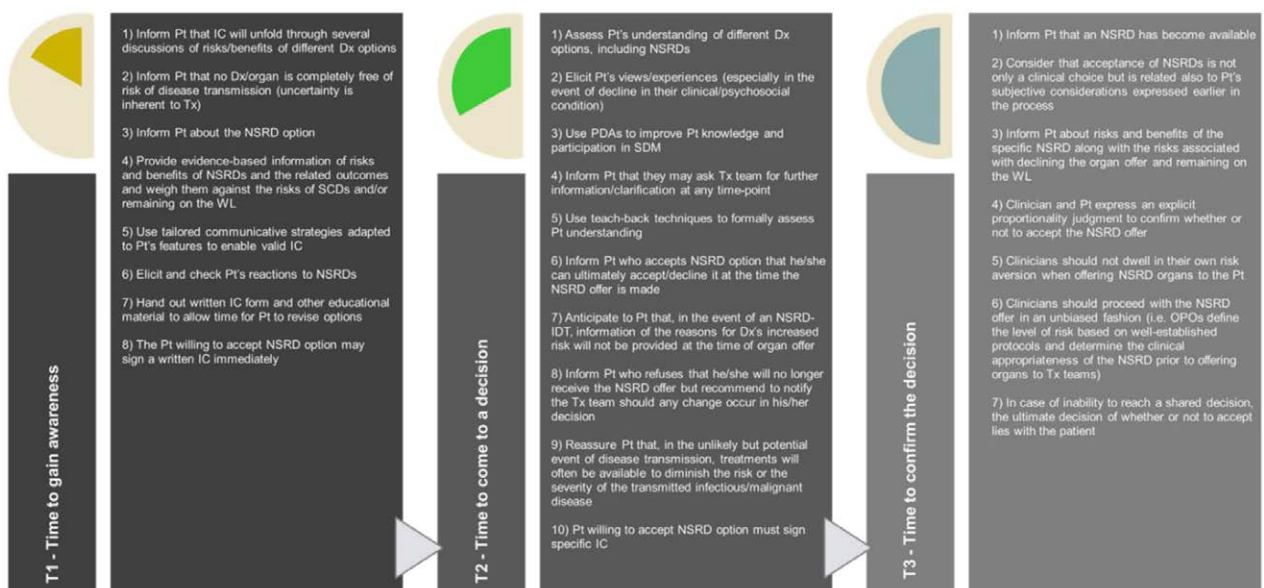 T1 - Time to gain awareness
1) Inform Pt that IC will unfold through several
discussions of risks/benefits of different Dx options
2) Inform Pt that no Dx/organ is completely free of
risk of disease transmission (uncertainty is
inherent to Tx)
3) Inform Pt about the NSRD option
4) Provide evidence-based information of risks
and benefits of NSRDs and the related outcomes
and weigh them against the risks of SCDs and/or
remaining on the WL
5) Use tailored communicative strategies adapted
to Pt's features to enable valid IC
6) Elicit and check Pt's reactions to NSRDs
7) Hand out written IC form and other educational
material to allow time for Pt to revise options
8) The Pt willing to accept NSRD option may
sign a written IC immediately
T2 - Time to come to a decision
1) Assess Pt's understanding of different Dx
options, including NSRDs
2) Elicit Pt's views/experiences (especially in the
event of decline in their clinical/psychosocial
condition)
3) Use PDAs to improve Pt knowledge and
participation in SDM
4) Inform Pt that they may ask Tx team for further
information/clarification at any time-point
5) Use teach-back techniques to formally assess
Pt understanding
6) Inform Pt who accepts NSRD option that he/she
can ultimately accept/decline it at the time the
NSRD offer is made
7) Anticipate to Pt that, in the event of an NSRD-
IDT, information of the reasons for Dx's increased
risk will not be provided at the time of organ offer
8) Inform Pt who refuses that he/she will no longer
receive the NSRD offer but recommend to notify
the Tx team should any change occur in his/her
decision
9) Reassure Pt that, in the unlikely but potential
event of disease transmission, treatments will
often be available to diminish the risk or the
severity of the transmitted infectious/malignant
disease
10) Pt willing to accept NSRD option must sign
specific IC
T3 - Time to confirm the decision
1) Inform Pt that an NSRD has become available
2) Consider that acceptance of NSRDs is not
only a clinical choice but is related also to Pt's
subjective considerations expressed earlier in
the process
3) Inform Pt about risks and benefits of the
specific NSRD along with the risks associated
with declining the organ offer and remaining on
the WL
4) Clinician and Pt express an explicit
proportionality judgment to confirm whether or
not to accept the NSRD offer
5) Clinicians should not dwell in their own risk
aversion when offering NSRD organs to the Pt
6) Clinicians should proceed with the NSRD
offer in an unbiased fashion (i.e. OPOs define
the level of risk based on well-established
protocols and determine the clinical
appropriateness of the NSRD prior to offering
organs to Tx teams)
7) In case of inability to reach a shared decision,
the ultimate decision of whether or not to accept
lies with the patient